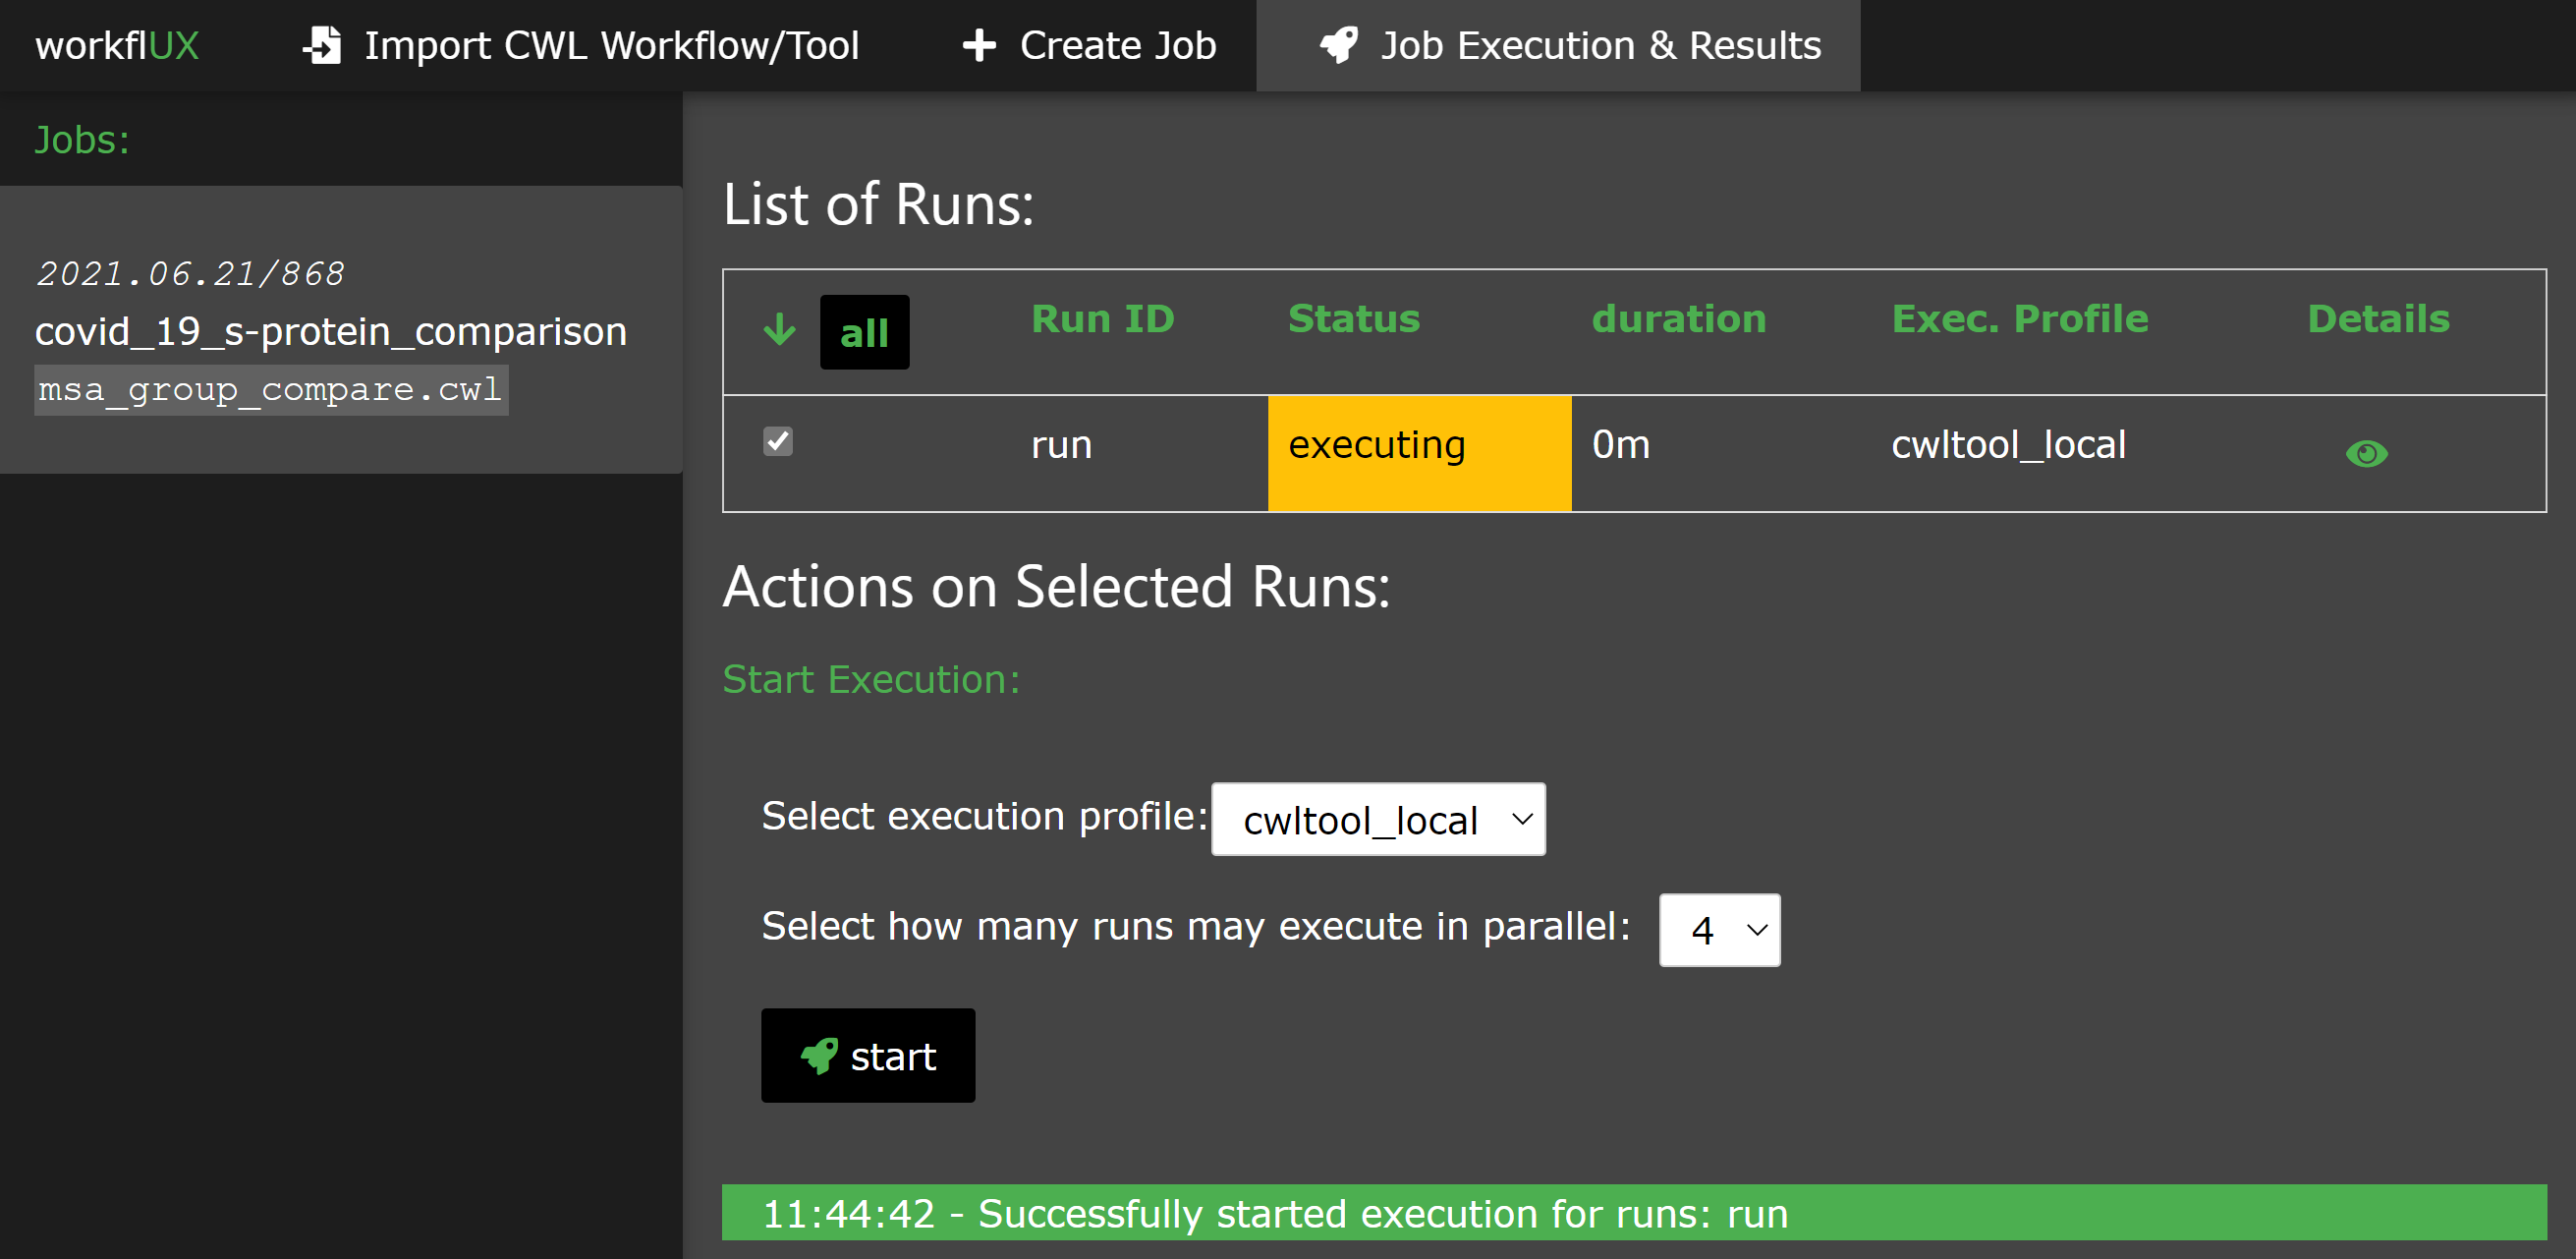 workflUX Import CWL Workflow/Tool Create Job Job Execution & Results
Jobs:
2021.06.21/868
covid_19_s-protein_comparison
msa_group_compare.cwl
List of Runs:
all Run ID Status duration Exec. Profile Details
run executing 0m cwltool_local
Actions on Selected Runs:
Start Execution:
Select execution profile: cwltool_local
Select how many runs may execute in parallel: 4
start
11:44:42 - Successfully started execution for runs: run